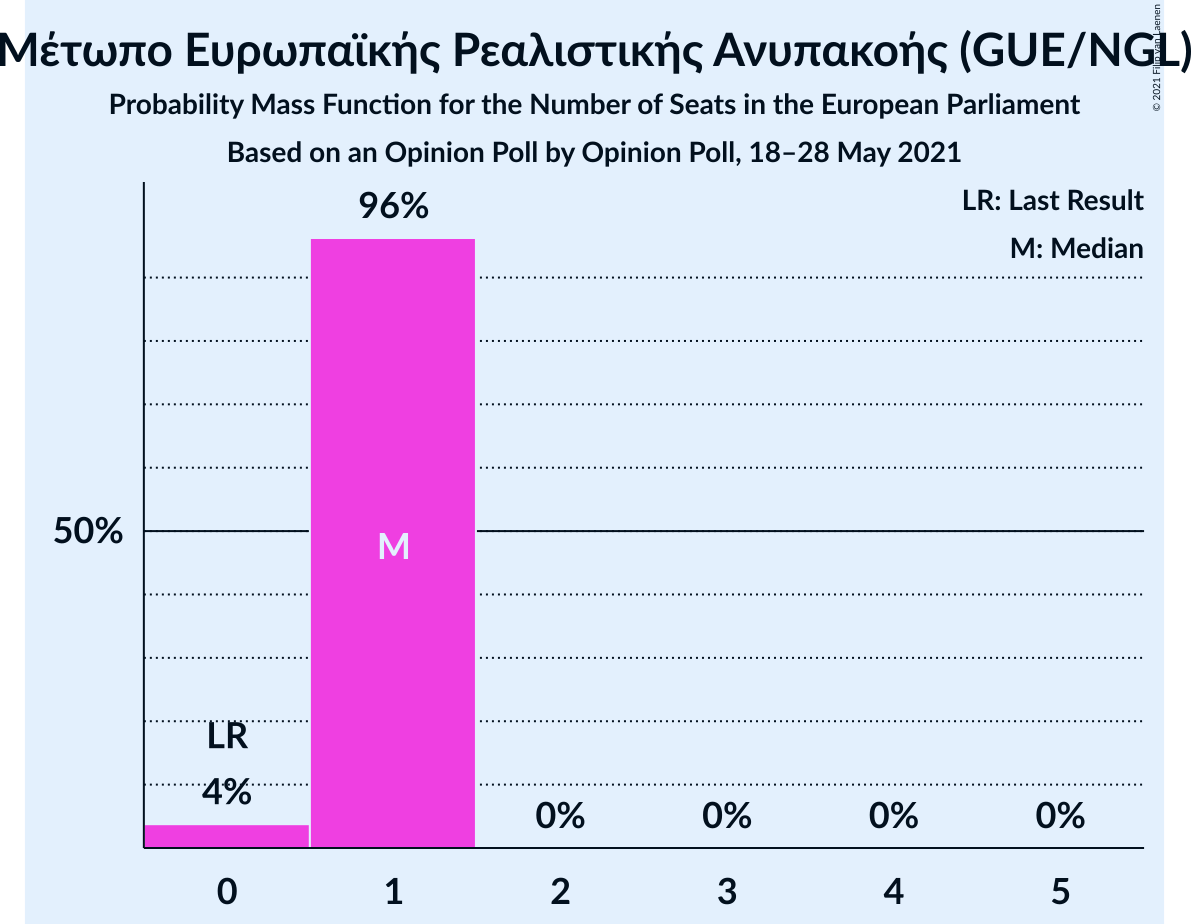 Μέτωπο Ευρωπαϊκής Ρεαλιστικής Ανυπακοής (GUE/NGL)
Probability Mass Function for the Number of Seats in the European Parliament
Based on an Opinion Poll by Opinion Poll, 18–28 May 2021
© 2021 Filip van Laenen
LR: Last Result
M: Median
96%
50%
M
LR
4%
0% 0% 0% 0%
0 1 2 3 4 5